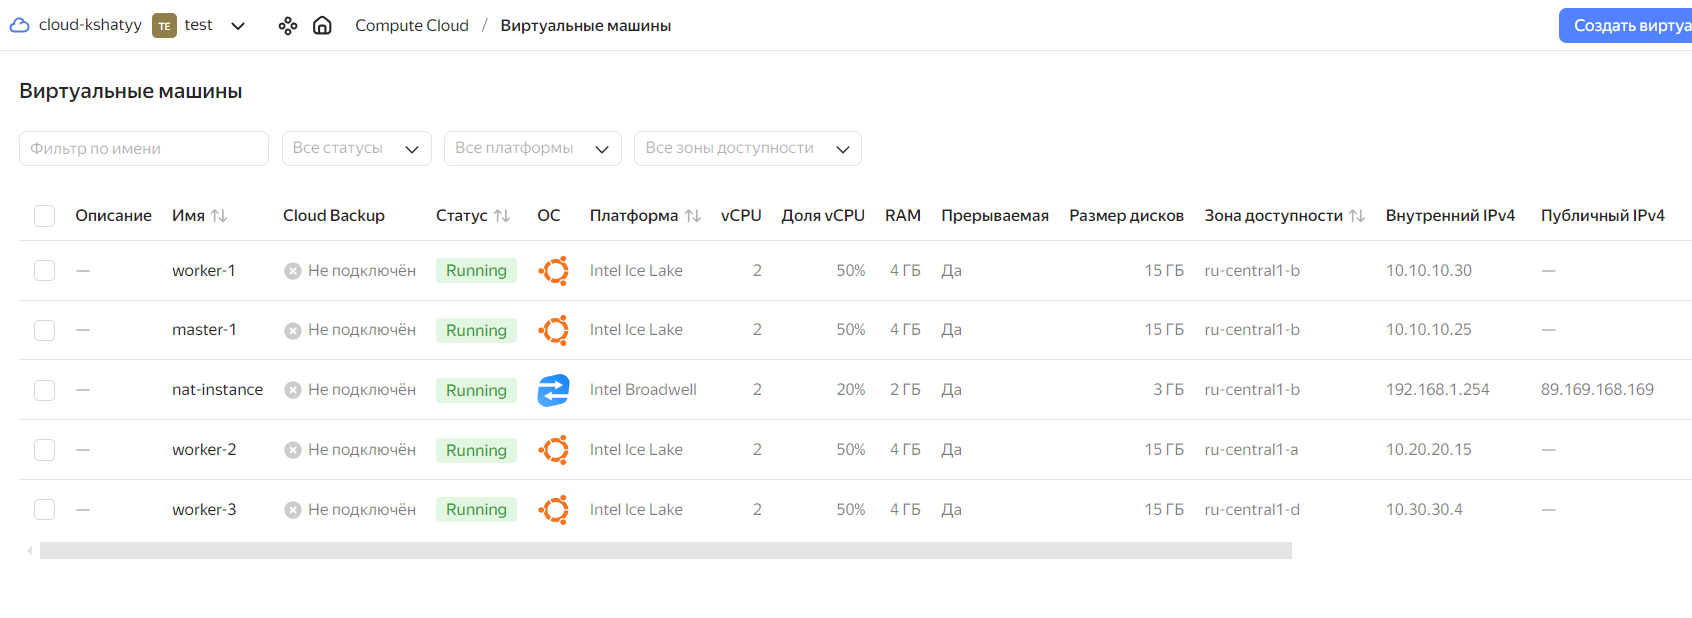 cloud-kshatyy TE test Compute Cloud / Виртуальные машины Создать виртуа
Виртуальные машины
Фильтр по имени Все статусы Все платформы Все зоны доступности
Описание Имя Cloud Backup Статус ОС Платформа vCPU Доля vCPU RAM Прерываемая Размер дисков Зона доступности Внутренний IPv4 Публичный IPv4
— worker-1 Не подключён Running Intel Ice Lake 2 50% 4 ГБ Да 15 ГБ ru-central1-b 10.10.10.30 —
— master-1 Не подключён Running Intel Ice Lake 2 50% 4 ГБ Да 15 ГБ ru-central1-b 10.10.10.25 —
— nat-instance Не подключён Running Intel Broadwell 2 20% 2 ГБ Да 3 ГБ ru-central1-b 192.168.1.254 89.169.168.169
— worker-2 Не подключён Running Intel Ice Lake 2 50% 4 ГБ Да 15 ГБ ru-central1-a 10.20.20.15 —
— worker-3 Не подключён Running Intel Ice Lake 2 50% 4 ГБ Да 15 ГБ ru-central1-d 10.30.30.4 —